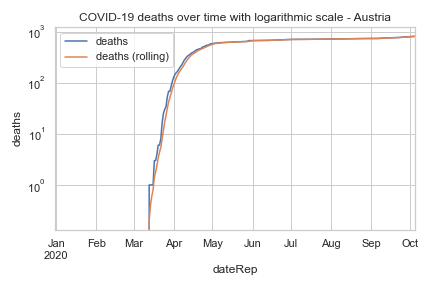 COVID-19 deaths over time with logarithmic scale - Austria
deaths
deaths (rolling)
10³
10²
10¹
10⁰
deaths
Jan Feb Mar Apr May Jun Jul Aug Sep Oct
2020
dateRep